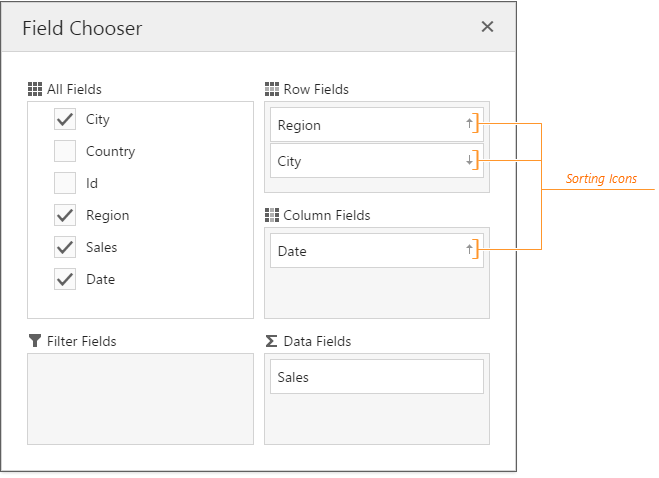 Field Chooser
All Fields
City
Country
Id
Region
Sales
Date
Row Fields
Region
City
Column Fields
Date
Sorting Icons
Filter Fields
Data Fields
Sales